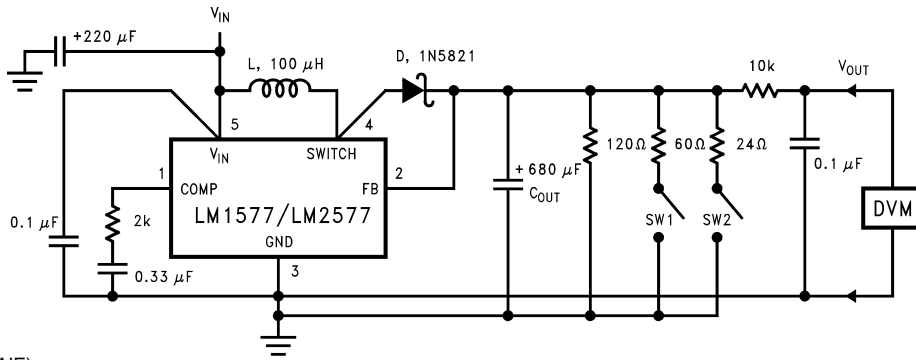 V_IN
+220 μF
L, 100 μH
D, 1N5821
10k
V_OUT
5
4
V_IN
SWITCH
1
2
COMP
FB
120Ω
60Ω
24Ω
+ 680 μF
C_OUT
0.1 μF
LM1577/LM2577
DVM
0.1 μF
2k
SW1
SW2
GND
3
0.33 μF